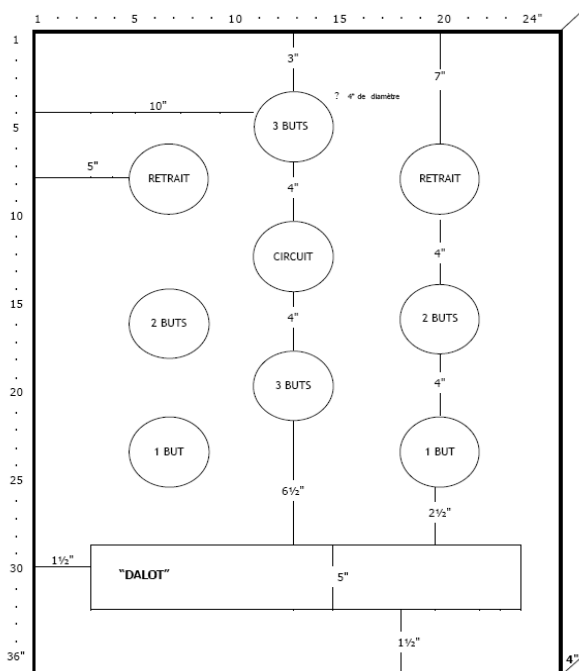 1 · · · 5 · · · 10 · · · 15 · · · 20 · · · 24"
1
3"
7"
? 4" de diamètre
10"
5
3 BUTS
5"
RETRAIT
4"
RETRAIT
10
CIRCUIT
4"
15
4"
2 BUTS
2 BUTS
20
3 BUTS
4"
1 BUT
1 BUT
25
6½"
2½"
1½"
30
"DALOT"
5"
1½"
36"
4"